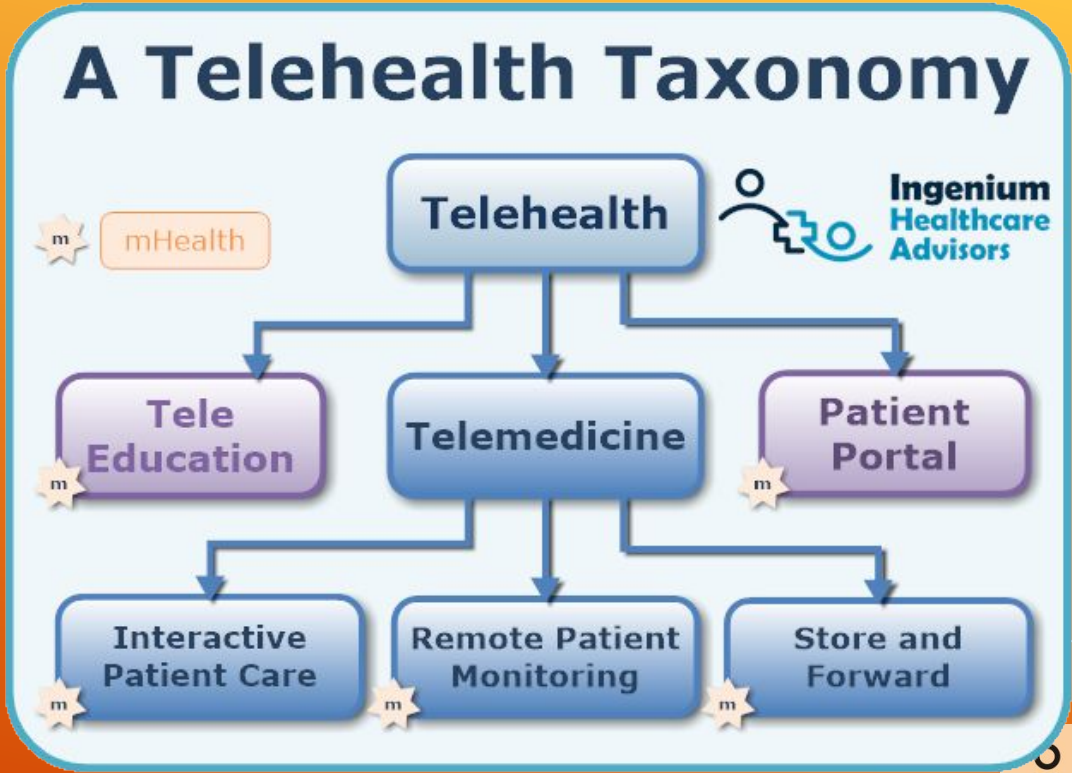 A Telehealth Taxonomy
Telehealth
Ingenium
Healthcare
Advisors
m
mHealth
Tele
Education
m
Telemedicine
Patient
Portal
m
Interactive
Patient Care
m
Remote Patient
Monitoring
m
Store and
Forward
m